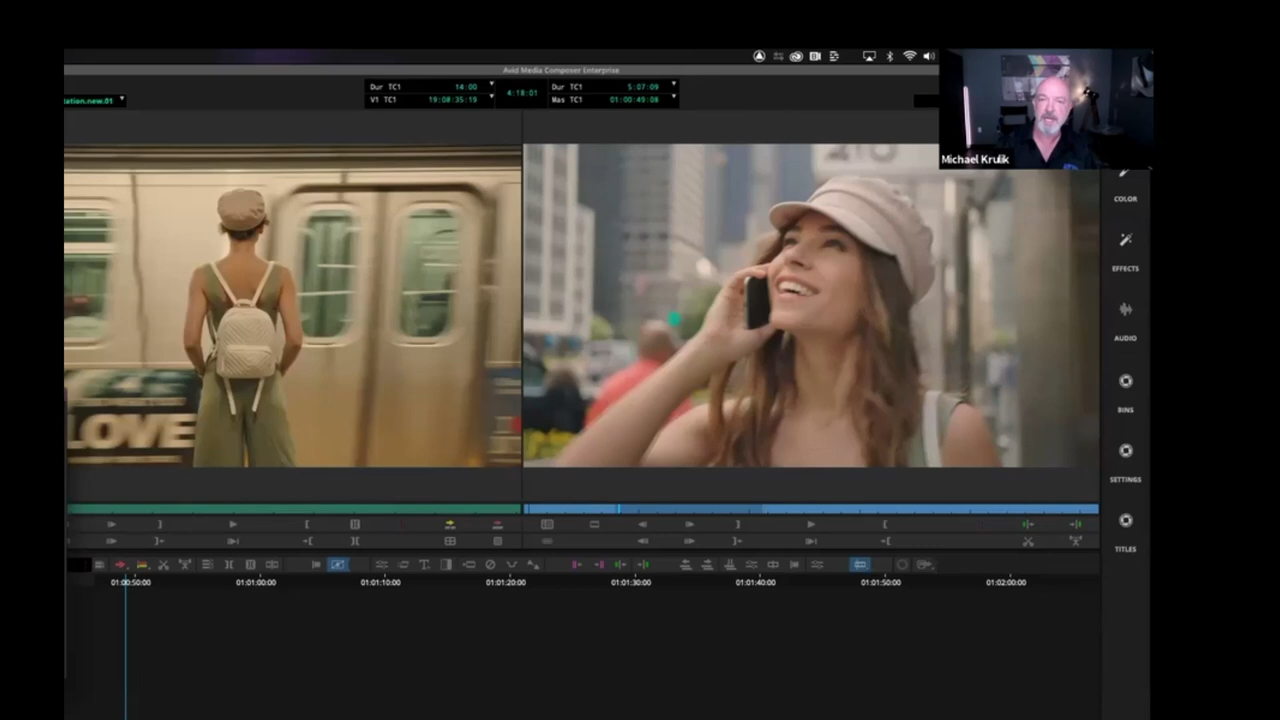 Avid Media Composer Enterprise
tation.new.01
Dur TC1 14:00
V1 TC1 19:08:35:19
4:18:01
Dur TC1 5:07:09
Mas TC1 01:00:49:08
Michael Krulik
LOVE
COLOR
EFFECTS
AUDIO
BINS
SETTINGS
TITLES
01:00:50:00 01:01:00:00 01:01:10:00 01:01:20:00 01:01:30:00 01:01:40:00 01:01:50:00 01:02:00:00